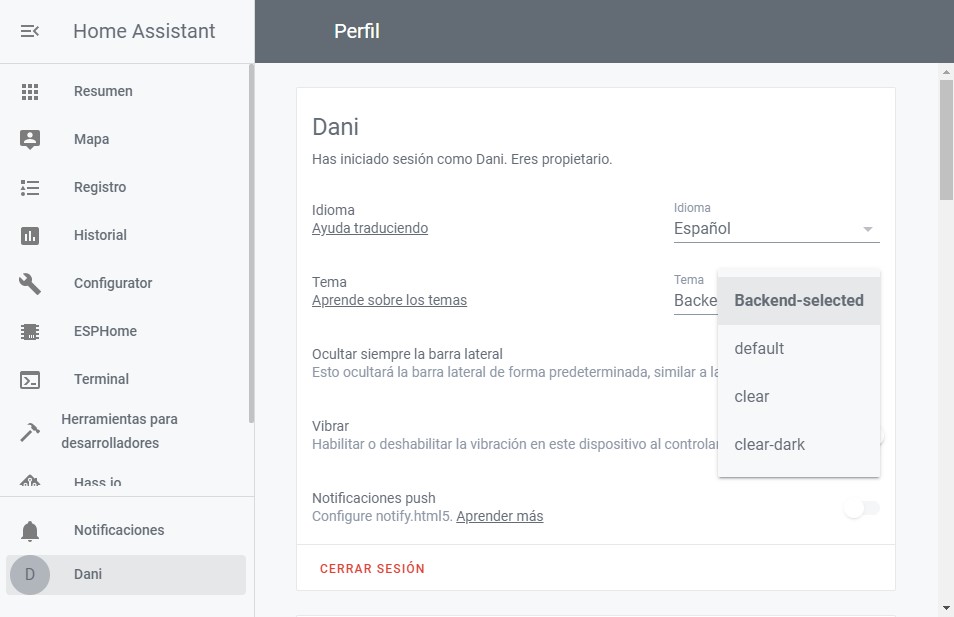 Home Assistant
Perfil
Resumen
Mapa
Registro
Historial
Configurator
ESPHome
Terminal
Herramientas para
desarrolladores
Hass.io
Notificaciones
D
Dani
Dani
Has iniciado sesión como Dani. Eres propietario.
Idioma
Ayuda traduciendo
Idioma
Español
Tema
Aprende sobre los temas
Tema
Backe
Backend-selected
default
clear
clear-dark
Ocultar siempre la barra lateral
Esto ocultará la barra lateral de forma predeterminada, similar a la
Vibrar
Habilitar o deshabilitar la vibración en este dispositivo al controlar
Notificaciones push
Configure notify.html5. Aprender más
CERRAR SESIÓN